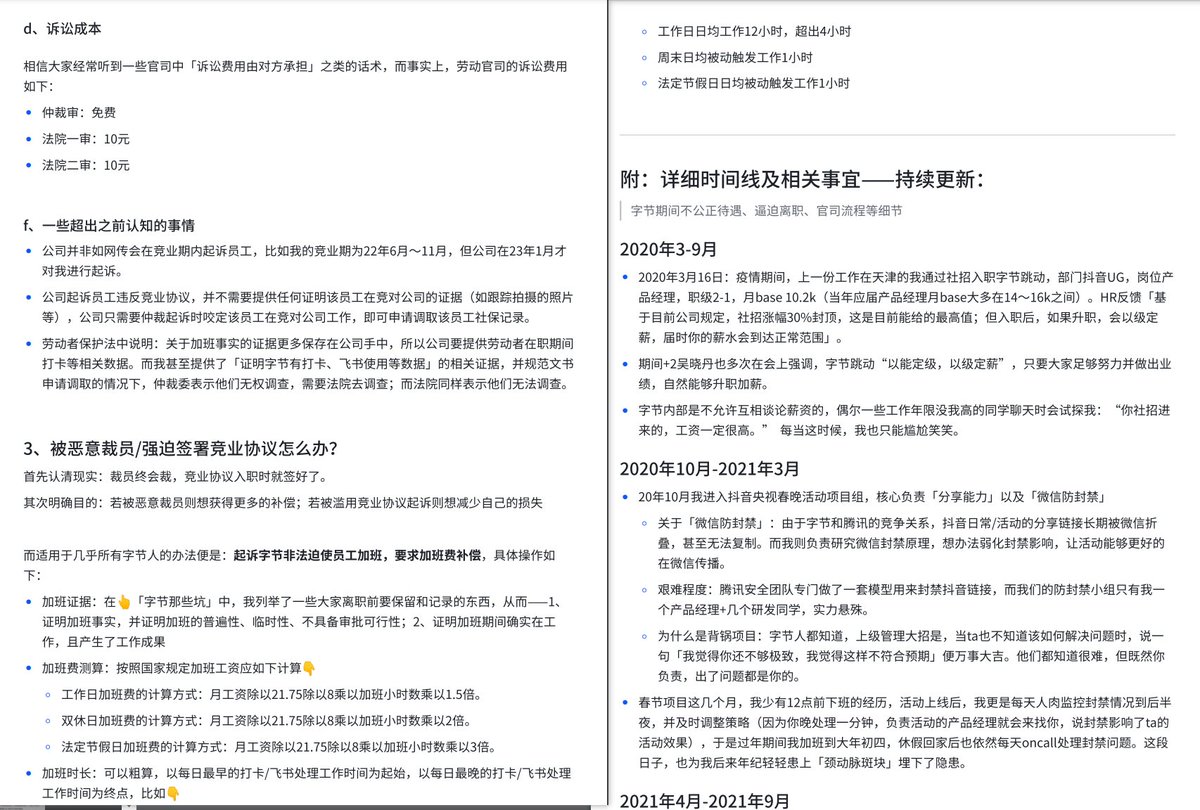 d、诉讼成本
相信大家经常听到一些官司中「诉讼费用由对方承担」之类的话术，而事实上，劳动官司的诉讼费用
如下：
仲裁审：免费
法院一审：10元
法院二审：10元
f、一些超出之前认知的事情
公司并非如网传会在竞业期内起诉员工，比如我的竞业期为22年6月～11月，但公司在23年1月才
对我进行起诉。
公司起诉员工违反竞业协议，并不需要提供任何证明该员工在竞对公司的证据（如跟踪拍摄的照片
等），公司只需要仲裁起诉时咬定该员工在竞对公司工作，即可申请调取该员工社保记录。
劳动者保护法中说明：关于加班事实的证据更多保存在公司手中，所以公司要提供劳动者在职期间
打卡等相关数据。而我甚至提供了「证明字节有打卡、飞书使用等数据」的相关证据，并规范文书
申请调取的情况下，仲裁委表示他们无权调查，需要法院去调查；而法院同样表示他们无法调查。
3、被恶意裁员/强迫签署竞业协议怎么办？
首先认清现实：裁员终会裁，竞业协议入职时就签好了。
其次明确目的：若被恶意裁员则想获得更多的补偿；若被滥用竞业协议起诉则想减少自己的损失
而适用于几乎所有字节人的办法便是：起诉字节非法迫使员工加班，要求加班费补偿，具体操作如
下：
加班证据：在👆「字节那些坑」中，我列举了一些大家离职前要保留和记录的东西，从而——1、
证明加班事实，并证明加班的普遍性、临时性、不具备审批可行性；2、证明加班期间确实在工
作，且产生了工作成果
加班费测算：按照国家规定加班工资应如下计算👇
工作日加班费的计算方式：月工资除以21.75除以8乘以加班小时数乘以1.5倍。
双休日加班费的计算方式：月工资除以21.75除以8乘以加班小时数乘以2倍。
法定节假日加班费的计算方式：月工资除以21.75除以8乘以加班小时数乘以3倍。
加班时长：可以粗算，以每日最早的打卡/飞书处理工作时间为起始，以每日最晚的打卡/飞书处理
工作时间为终点，比如👇
工作日日均工作12小时，超出4小时
周末日均被动触发工作1小时
法定节假日日均被动触发工作1小时
附：详细时间线及相关事宜——持续更新：
字节期间不公正待遇、逼迫离职、官司流程等细节
2020年3-9月
2020年3月16日：疫情期间，上一份工作在天津的我通过社招入职字节跳动，部门抖音UG，岗位产
品经理，职级2-1，月base 10.2k（当年应届产品经理月base大多在14～16k之间）。HR反馈「基
于目前公司规定，社招涨幅30%封顶，这是目前能给的最高值；但入职后，如果升职，会以级定
薪，届时你的薪水会到达正常范围」。
期间+2吴晓丹也多次在会上强调，字节跳动“以能定级，以级定薪”，只要大家足够努力并做出业
绩，自然能够升职加薪。
字节内部是不允许互相谈论薪资的，偶尔一些工作年限没我高的同学聊天时会试探我：“你社招进
来的，工资一定很高。” 每当这时候，我也只能尴尬笑笑。
2020年10月-2021年3月
20年10月我进入抖音央视春晚活动项目组，核心负责「分享能力」以及「微信防封禁」
关于「微信防封禁」：由于字节和腾讯的竞争关系，抖音日常/活动的分享链接长期被微信折
叠，甚至无法复制。而我则负责研究微信封禁原理，想办法弱化封禁影响，让活动能够更好的
在微信传播。
艰难程度：腾讯安全团队专门做了一套模型用来封禁抖音链接，而我们的防封禁小组只有我一
个产品经理+几个研发同学，实力悬殊。
为什么是背锅项目：字节人都知道，上级管理大招是，当ta也不知道该如何解决问题时，说一
句「我觉得你还不够极致，我觉得这样不符合预期」便万事大吉。他们都知道很难，但既然你
负责，出了问题都是你的。
春节项目这几个月，我少有12点前下班的经历，活动上线后，我更是每天人肉监控封禁情况到后半
夜，并及时调整策略（因为你晚处理一分钟，负责活动的产品经理就会来找你，说封禁影响了ta的
活动效果），于是过年期间我加班到大年初四，休假回家后也依然每天oncall处理封禁问题。这段
日子，也为我后来年纪轻轻患上「颈动脉斑块」埋下了隐患。
2021年4月-2021年9月